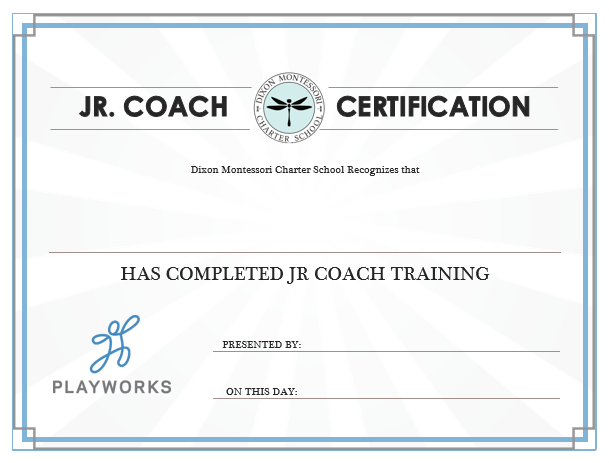 JR. COACH
DIXON MONTESSORI
CHARTER SCHOOL
CERTIFICATION
Dixon Montessori Charter School Recognizes that
HAS COMPLETED JR COACH TRAINING
PLAYWORKS
PRESENTED BY:
ON THIS DAY: